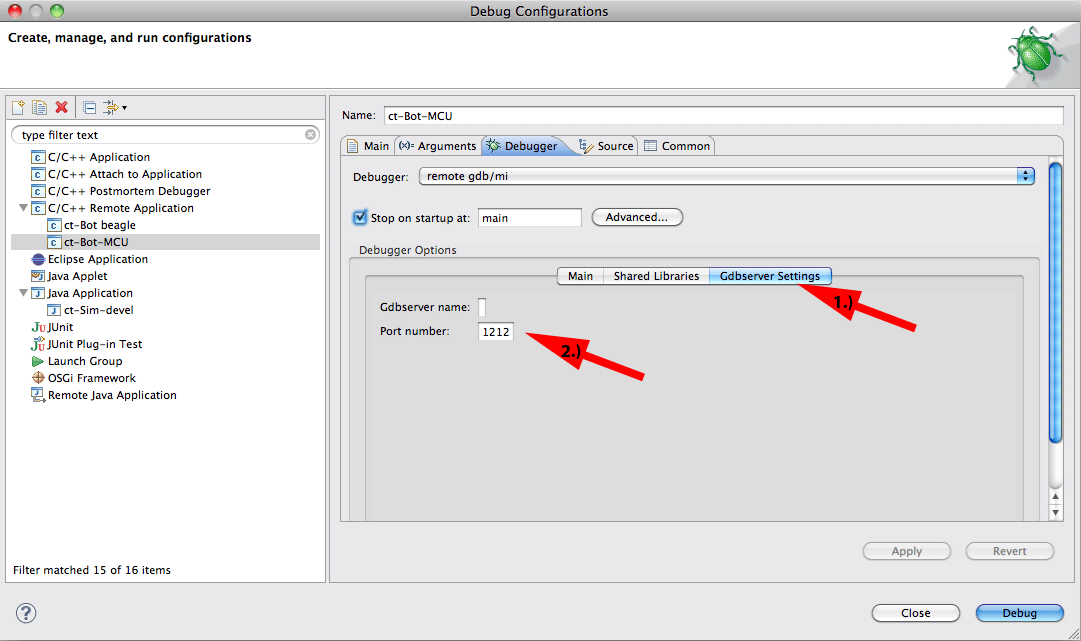 Debug Configurations
Create, manage, and run configurations
type filter text
C/C++ Application
C/C++ Attach to Application
C/C++ Postmortem Debugger
C/C++ Remote Application
ct-Bot beagle
ct-Bot-MCU
Eclipse Application
Java Applet
Java Application
ct-Sim-devel
JUnit
JUnit Plug-in Test
Launch Group
OSGi Framework
Remote Java Application
Filter matched 15 of 16 items
Name: ct-Bot-MCU
Main (x)= Arguments Debugger Source Common
Debugger: remote gdb/mi
Stop on startup at: main Advanced...
Debugger Options
Main Shared Libraries Gdbserver Settings
1.)
Gdbserver name:
Port number: 1212
2.)
Apply Revert
? Close Debug